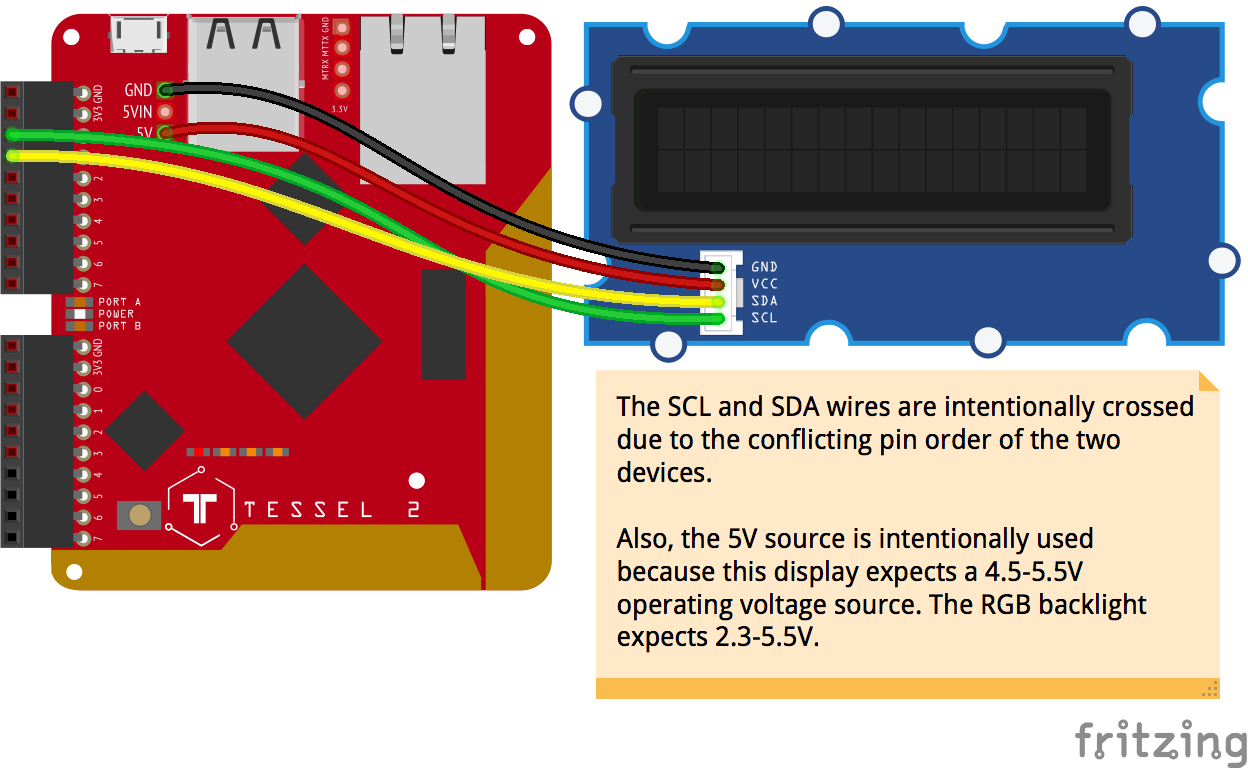 MTRX MTTX GND
3.3V
GND
5VIN
5V
3V3 GND
2
3
4
5
6
7
PORT A
POWER
PORT B
3V3 GND
0
1
2
3
4
5
6
7
TESSEL 2
GND
VCC
SDA
SCL
The SCL and SDA wires are intentionally crossed
due to the conflicting pin order of the two
devices.
Also, the 5V source is intentionally used
because this display expects a 4.5-5.5V
operating voltage source. The RGB backlight
expects 2.3-5.5V.
fritzing